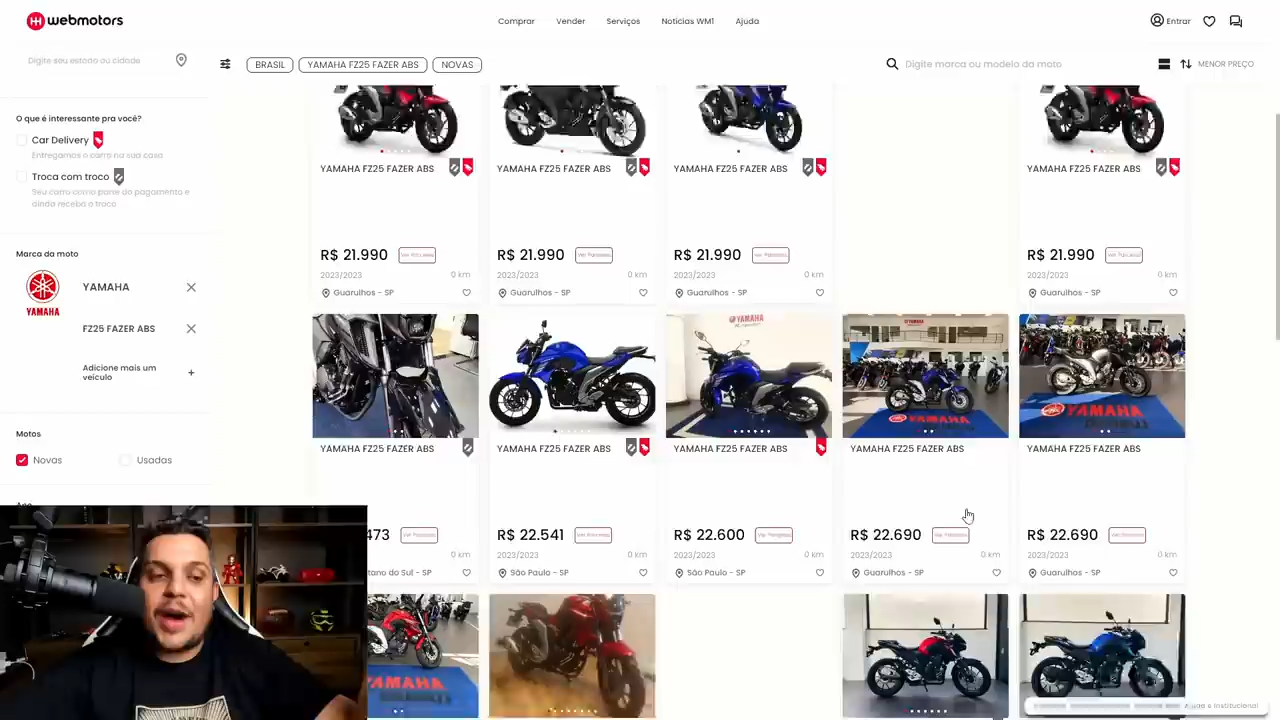 webmotors
Comprar
Vender
Serviços
Notícias WM1
Ajuda
Entrar
Digite seu estado ou cidade
BRASIL
YAMAHA FZ25 FAZER ABS
NOVAS
Digite marca ou modelo da moto
MENOR PREÇO
O que é interessante pra você?
Car Delivery
Entregamos o carro na sua casa
Troca com troco
Seu carro como parte do pagamento e
ainda receba o troco
Marca da moto
YAMAHA
YAMAHA
FZ25 FAZER ABS
Adicione mais um
veículo
Motos
Novas
Usadas
YAMAHA FZ25 FAZER ABS
R$ 21.990
2023/2023
0 km
Guarulhos - SP
YAMAHA FZ25 FAZER ABS
R$ 21.990
2023/2023
0 km
Guarulhos - SP
YAMAHA FZ25 FAZER ABS
R$ 21.990
2023/2023
0 km
Guarulhos - SP
YAMAHA FZ25 FAZER ABS
R$ 21.990
2023/2023
0 km
Guarulhos - SP
YAMAHA FZ25 FAZER ABS
473
0 km
tano do Sul - SP
YAMAHA FZ25 FAZER ABS
R$ 22.541
2023/2023
0 km
São Paulo - SP
YAMAHA
YAMAHA FZ25 FAZER ABS
R$ 22.600
2023/2023
0 km
São Paulo - SP
YAMAHA
YAMAHA FZ25 FAZER ABS
R$ 22.690
2023/2023
0 km
Guarulhos - SP
YAMAHA
YAMAHA FZ25 FAZER ABS
R$ 22.690
2023/2023
0 km
Guarulhos - SP
YAMAHA
Ajuda e Institucional